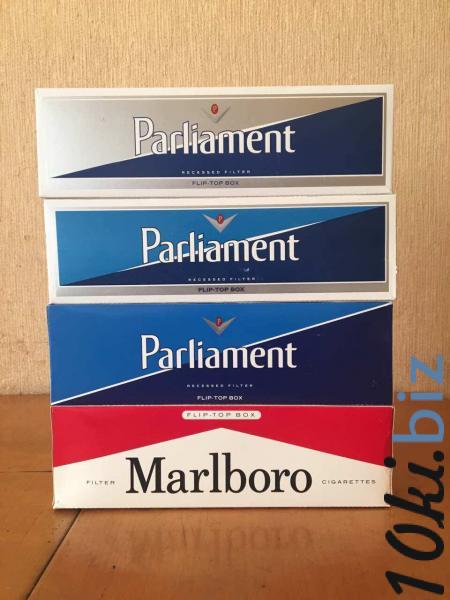 P
Parliament
RECESSED FILTER
FLIP-TOP BOX
P
Parliament
RECESSED FILTER
FLIP-TOP BOX
P
Parliament
RECESSED FILTER
FLIP-TOP BOX
FLIP-TOP BOX
FILTER Marlboro CIGARETTES
10ki.biz